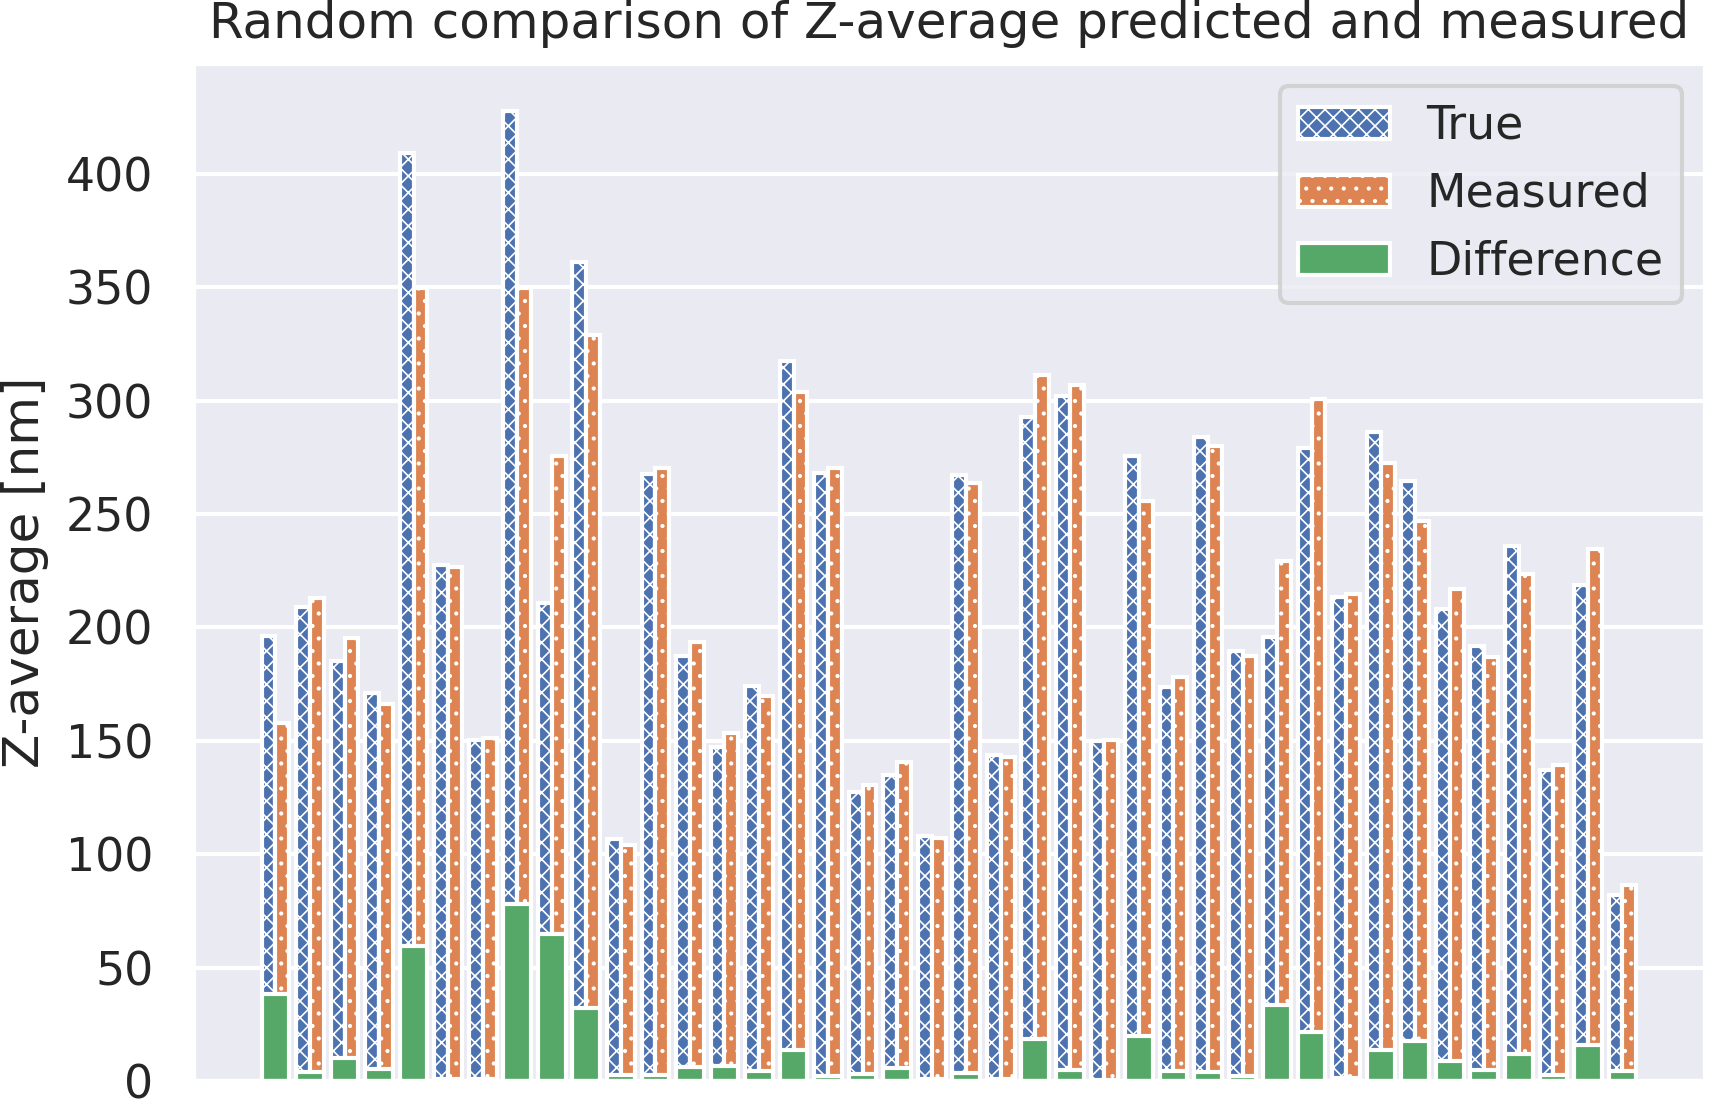 Random comparison of Z-average predicted and measured
True
Measured
Difference
Z-average [nm]
400
350
300
250
200
150
100
50
0